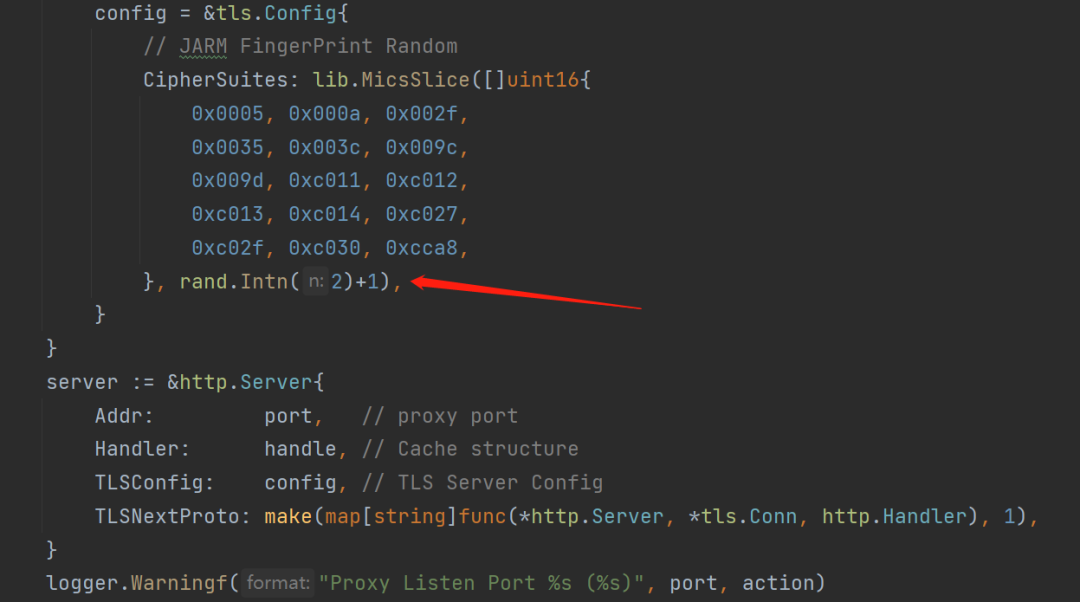 config = &tls.Config{
// JARM FingerPrint Random
CipherSuites: lib.MicsSlice([]uint16{
0x0005, 0x000a, 0x002f,
0x0035, 0x003c, 0x009c,
0x009d, 0xc011, 0xc012,
0xc013, 0xc014, 0xc027,
0xc02f, 0xc030, 0xcca8,
}, rand.Intn( n: 2)+1),
}
}
server := &http.Server{
Addr: port, // proxy port
Handler: handle, // Cache structure
TLSConfig: config, // TLS Server Config
TLSNextProto: make(map[string]func(*http.Server, *tls.Conn, http.Handler), 1),
}
logger.Warningf( format: "Proxy Listen Port %s (%s)", port, action)